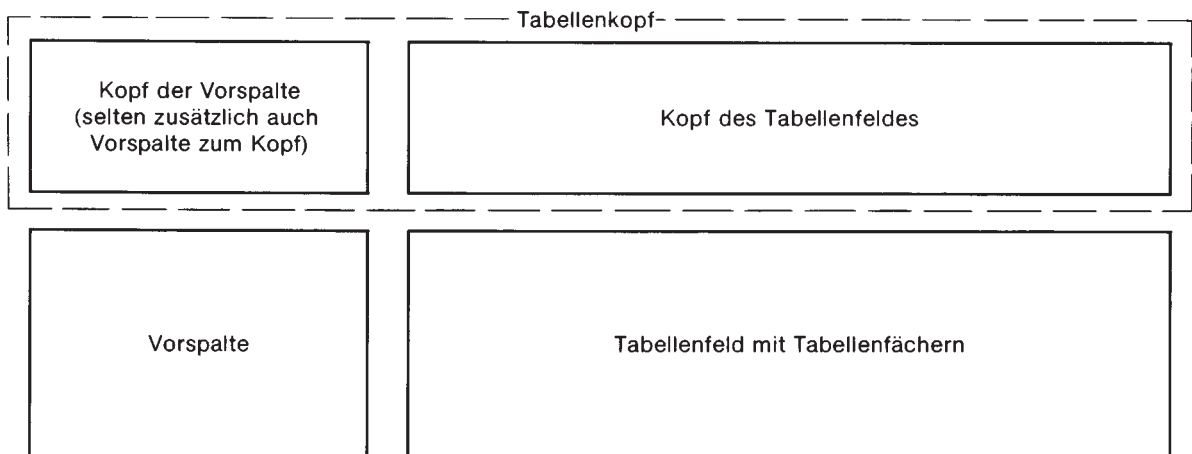 Tabellenkopf
Kopf der Vorspalte
(selten zusätzlich auch
Vorspalte zum Kopf)
Kopf des Tabellenfeldes
Vorspalte
Tabellenfeld mit Tabellenfächern